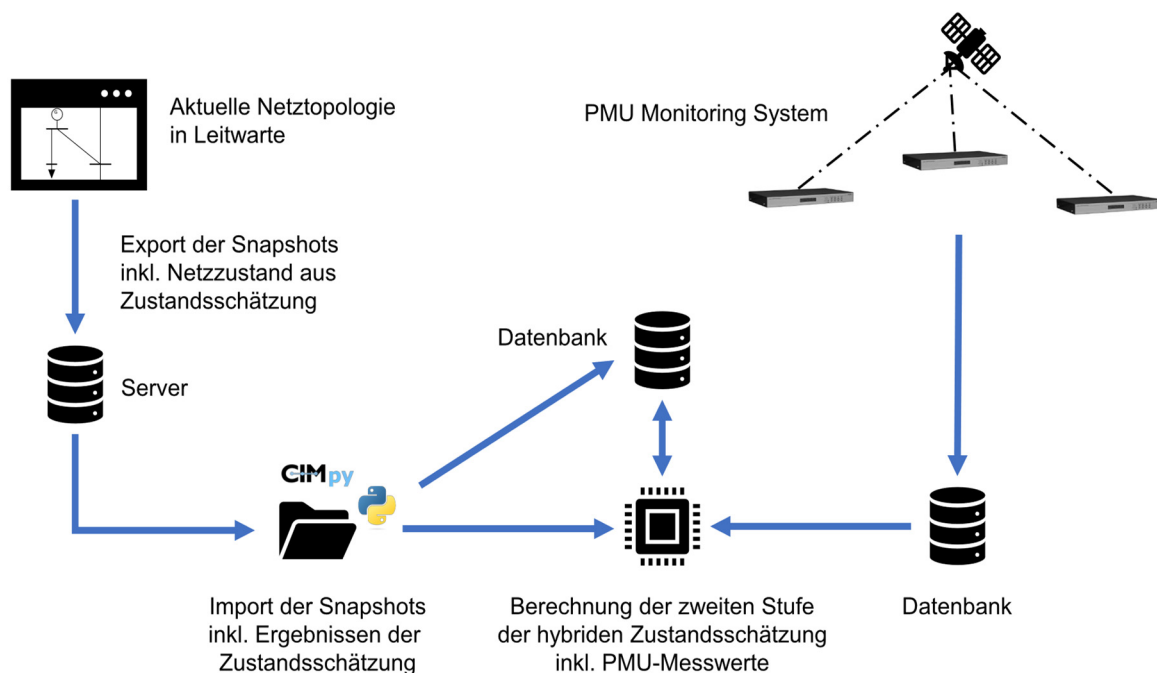 Aktuelle Netztopologie
in Leitwarte
PMU Monitoring System
Export der Snapshots
inkl. Netzzustand aus
Zustandsschätzung
Server
Datenbank
CIMpy
Import der Snapshots
inkl. Ergebnissen der
Zustandsschätzung
Berechnung der zweiten Stufe
der hybriden Zustandsschätzung
inkl. PMU-Messwerte
Datenbank